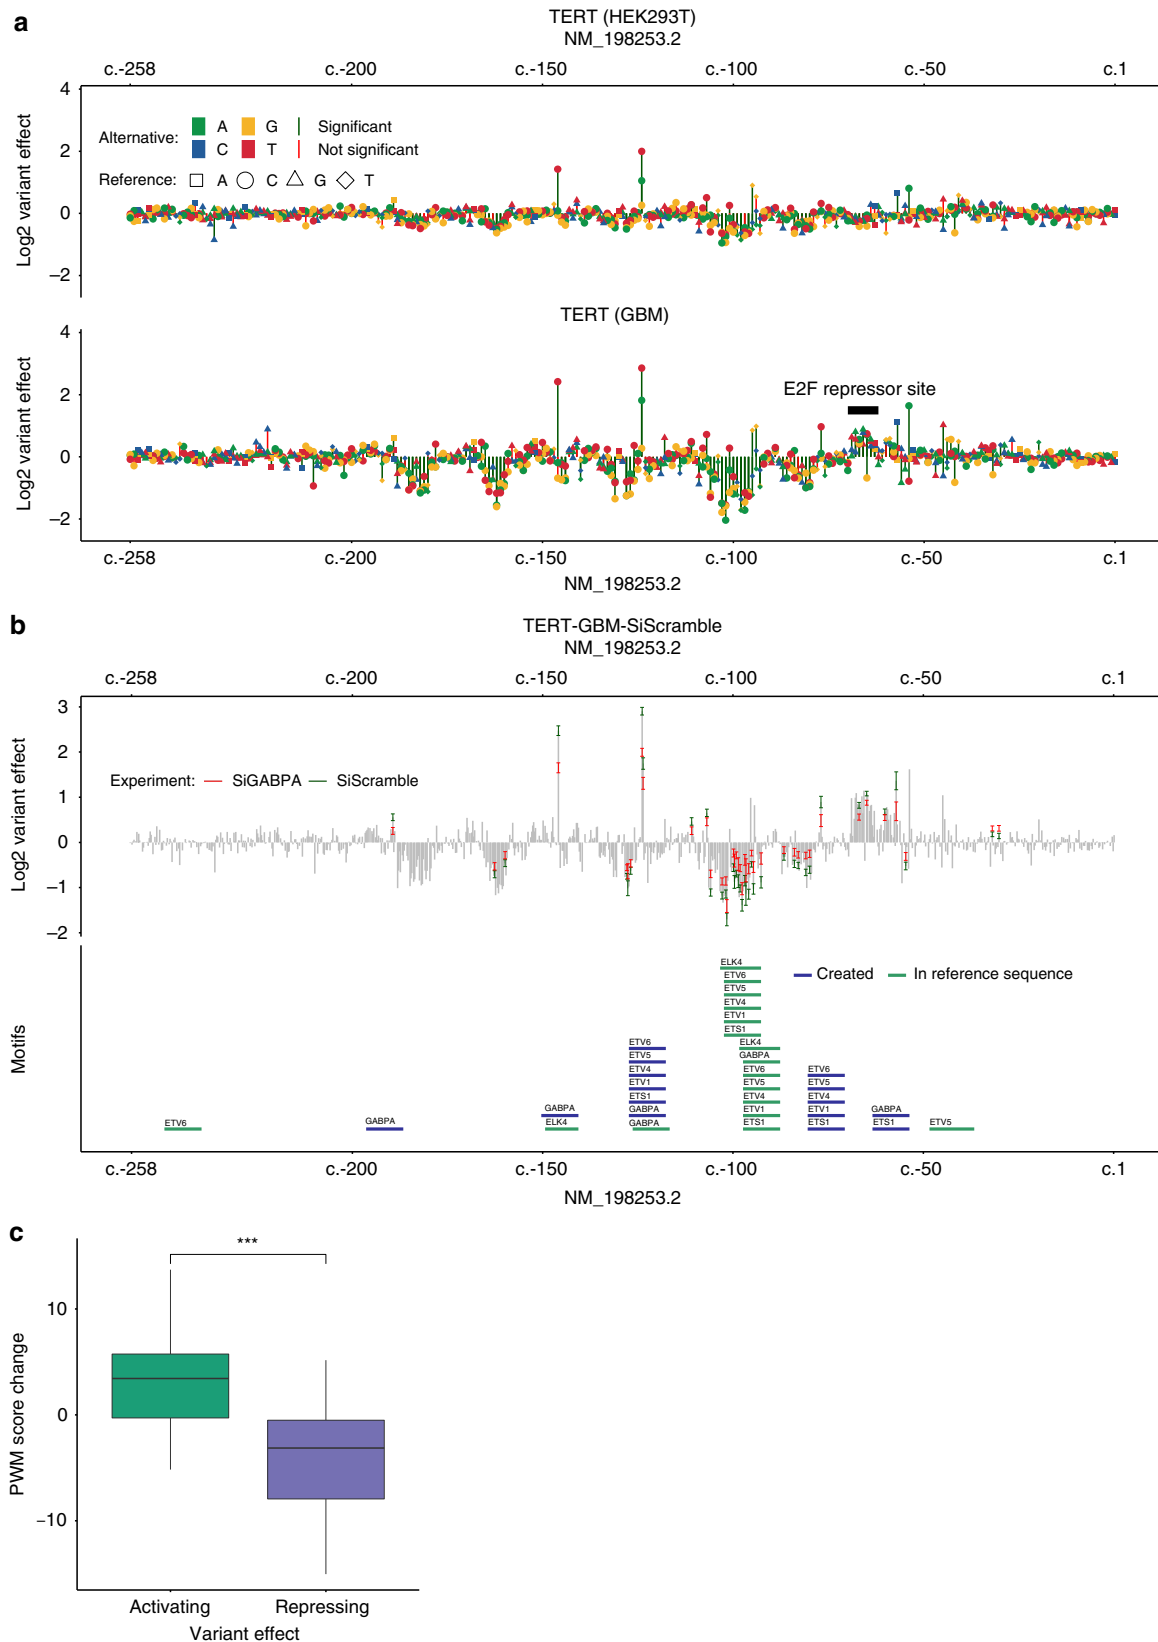 a
TERT (HEK293T)
NM_198253.2
c.-258 c.-200 c.-150 c.-100 c.-50 c.1
Log2 variant effect
4
2
0
−2
Alternative: A G Significant
C T Not significant
Reference: A C G T
TERT (GBM)
Log2 variant effect
4
2
0
−2
E2F repressor site
c.-258 c.-200 c.-150 c.-100 c.-50 c.1
NM_198253.2
b
TERT-GBM-SiScramble
NM_198253.2
c.-258 c.-200 c.-150 c.-100 c.-50 c.1
Log2 variant effect
3
2
1
0
−1
−2
Experiment: SiGABPA SiScramble
Motifs
Created In reference sequence
ELK4
ETV6
ETV5
ETV4
ETV1
ETS1
ETV6 ELK4
ETV5 GABPA
ETV4 ETV6 ETV6
ETV1 ETV5 ETV5
ETS1 ETV4 ETV4
GABPA GABPA ETV1 ETV1 GABPA
ETV6 GABPA ELK4 GABPA ETS1 ETS1 ETS1 ETV5
c.-258 c.-200 c.-150 c.-100 c.-50 c.1
NM_198253.2
c
***
PWM score change
10
0
−10
Activating Repressing
Variant effect